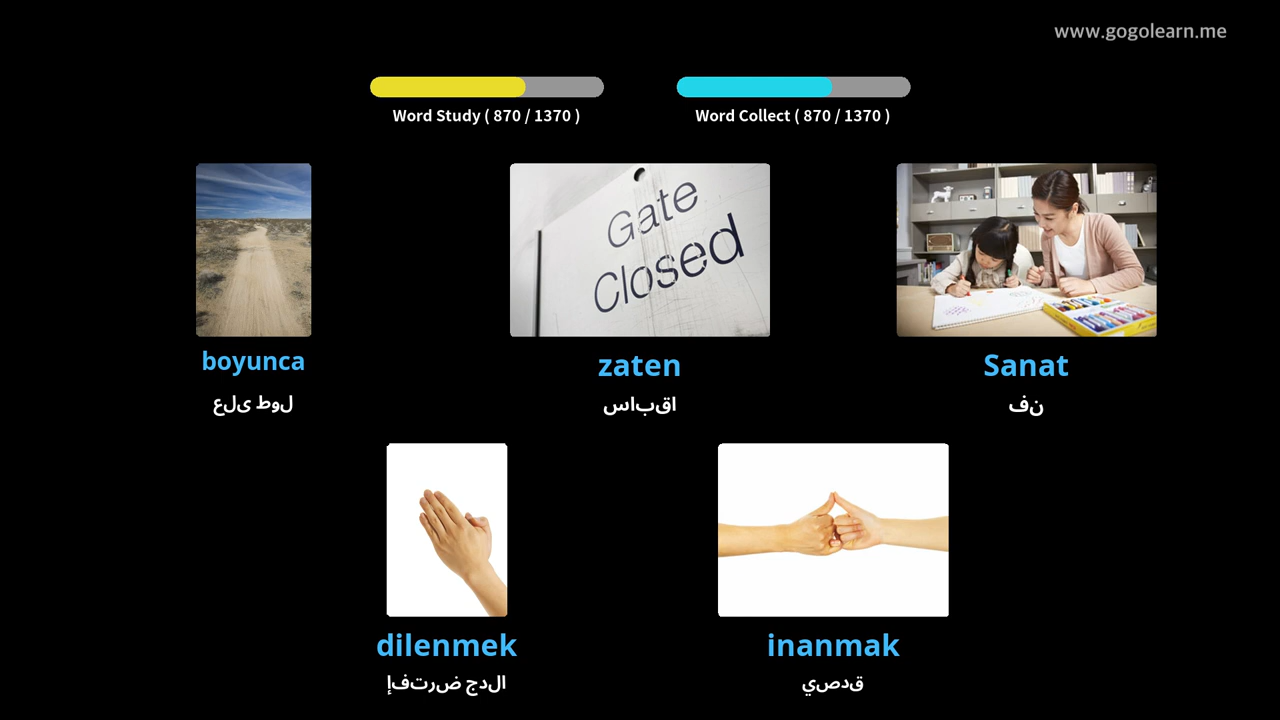 www.gogolearn.me
Word Study ( 870 / 1370 )
Word Collect ( 870 / 1370 )
Gate
Closed
boyunca
zaten
Sanat
لوط ىلع
اقباس
نف
dilenmek
inanmak
الدج ضرتفإ
قدصي